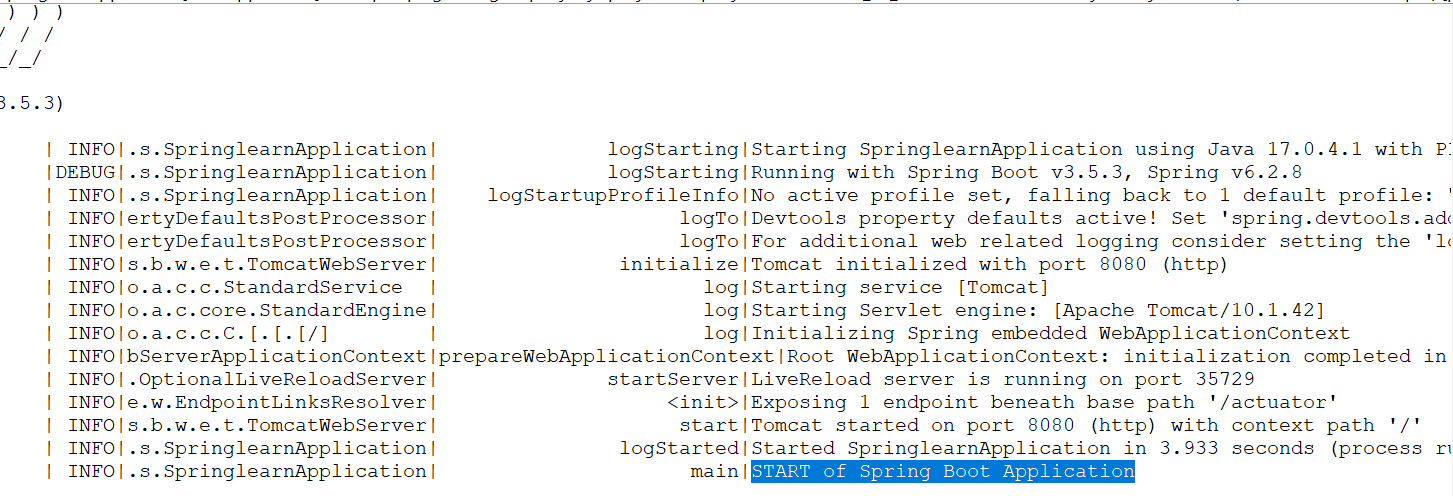 ) ) )
/ / /
_/_/
3.5.3)
| INFO|.s.SpringlearnApplication| logStarting|Starting SpringlearnApplication using Java 17.0.4.1 with
|DEBUG|.s.SpringlearnApplication| logStarting|Running with Spring Boot v3.5.3, Spring v6.2.8
| INFO|.s.SpringlearnApplication| logStartupProfileInfo|No active profile set, falling back to 1 default profile: "
| INFO|ertyDefaultsPostProcessor| logTo|Devtools property defaults active! Set 'spring.devtools.add
| INFO|ertyDefaultsPostProcessor| logTo|For additional web related logging consider setting the 'lo
| INFO|s.b.w.e.t.TomcatWebServer| initialize|Tomcat initialized with port 8080 (http)
| INFO|o.a.c.c.StandardService | log|Starting service [Tomcat]
| INFO|o.a.c.core.StandardEngine| log|Starting Servlet engine: [Apache Tomcat/10.1.42]
| INFO|o.a.c.c.C.[.[.[/] | log|Initializing Spring embedded WebApplicationContext
| INFO|bServerApplicationContext|prepareWebApplicationContext|Root WebApplicationContext: initialization completed in
| INFO|.OptionalLiveReloadServer| startServer|LiveReload server is running on port 35729
| INFO|e.w.EndpointLinksResolver| <init>|Exposing 1 endpoint beneath base path '/actuator'
| INFO|s.b.w.e.t.TomcatWebServer| start|Tomcat started on port 8080 (http) with context path '/'
| INFO|.s.SpringlearnApplication| logStarted|Started SpringlearnApplication in 3.933 seconds (process ru
| INFO|.s.SpringlearnApplication| main|START of Spring Boot Application